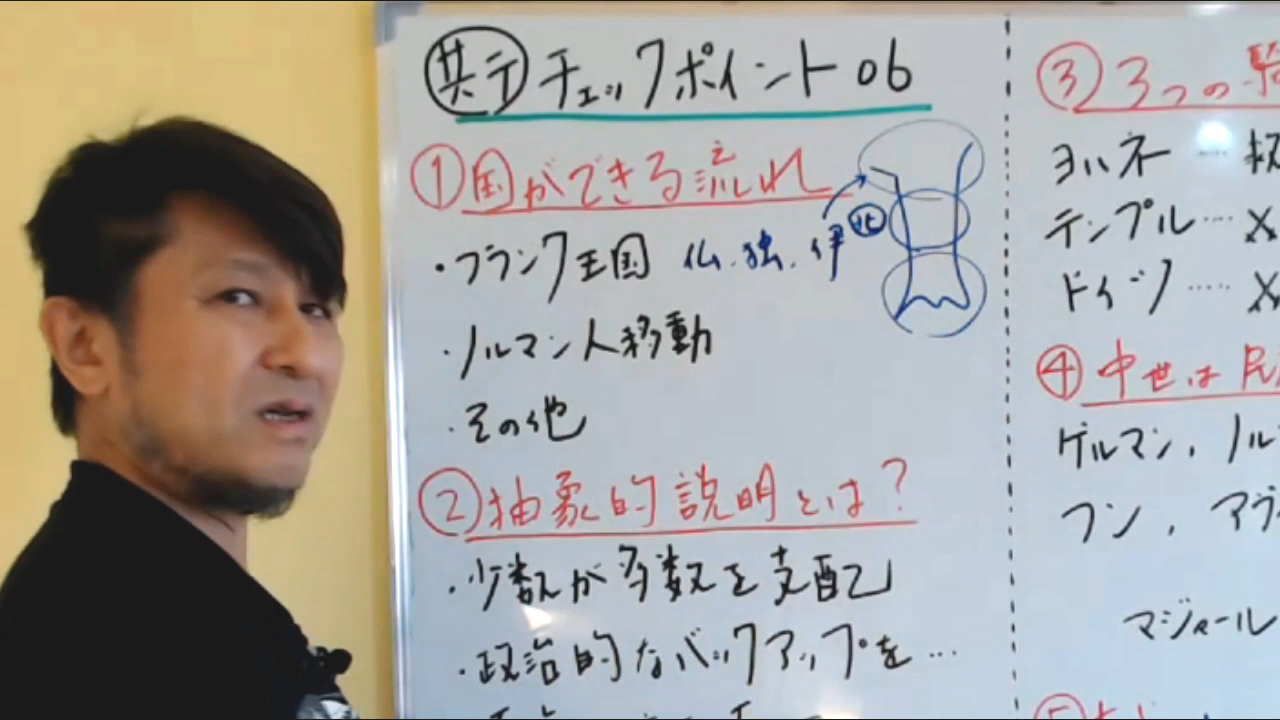 共テ チェックポイント06
①国ができる流れ
・フランク王国 仏.独.伊
北
・ノルマン人移動
・その他
②抽象的説明とは?
・少数が多数を支配
・政治的なバックアップを…
③3つの騎
ヨハネ …
テンプル …. ×
ドイツ ….. ×
④中世は民
ゲルマン, ノル
フン, アヴ
マジャール